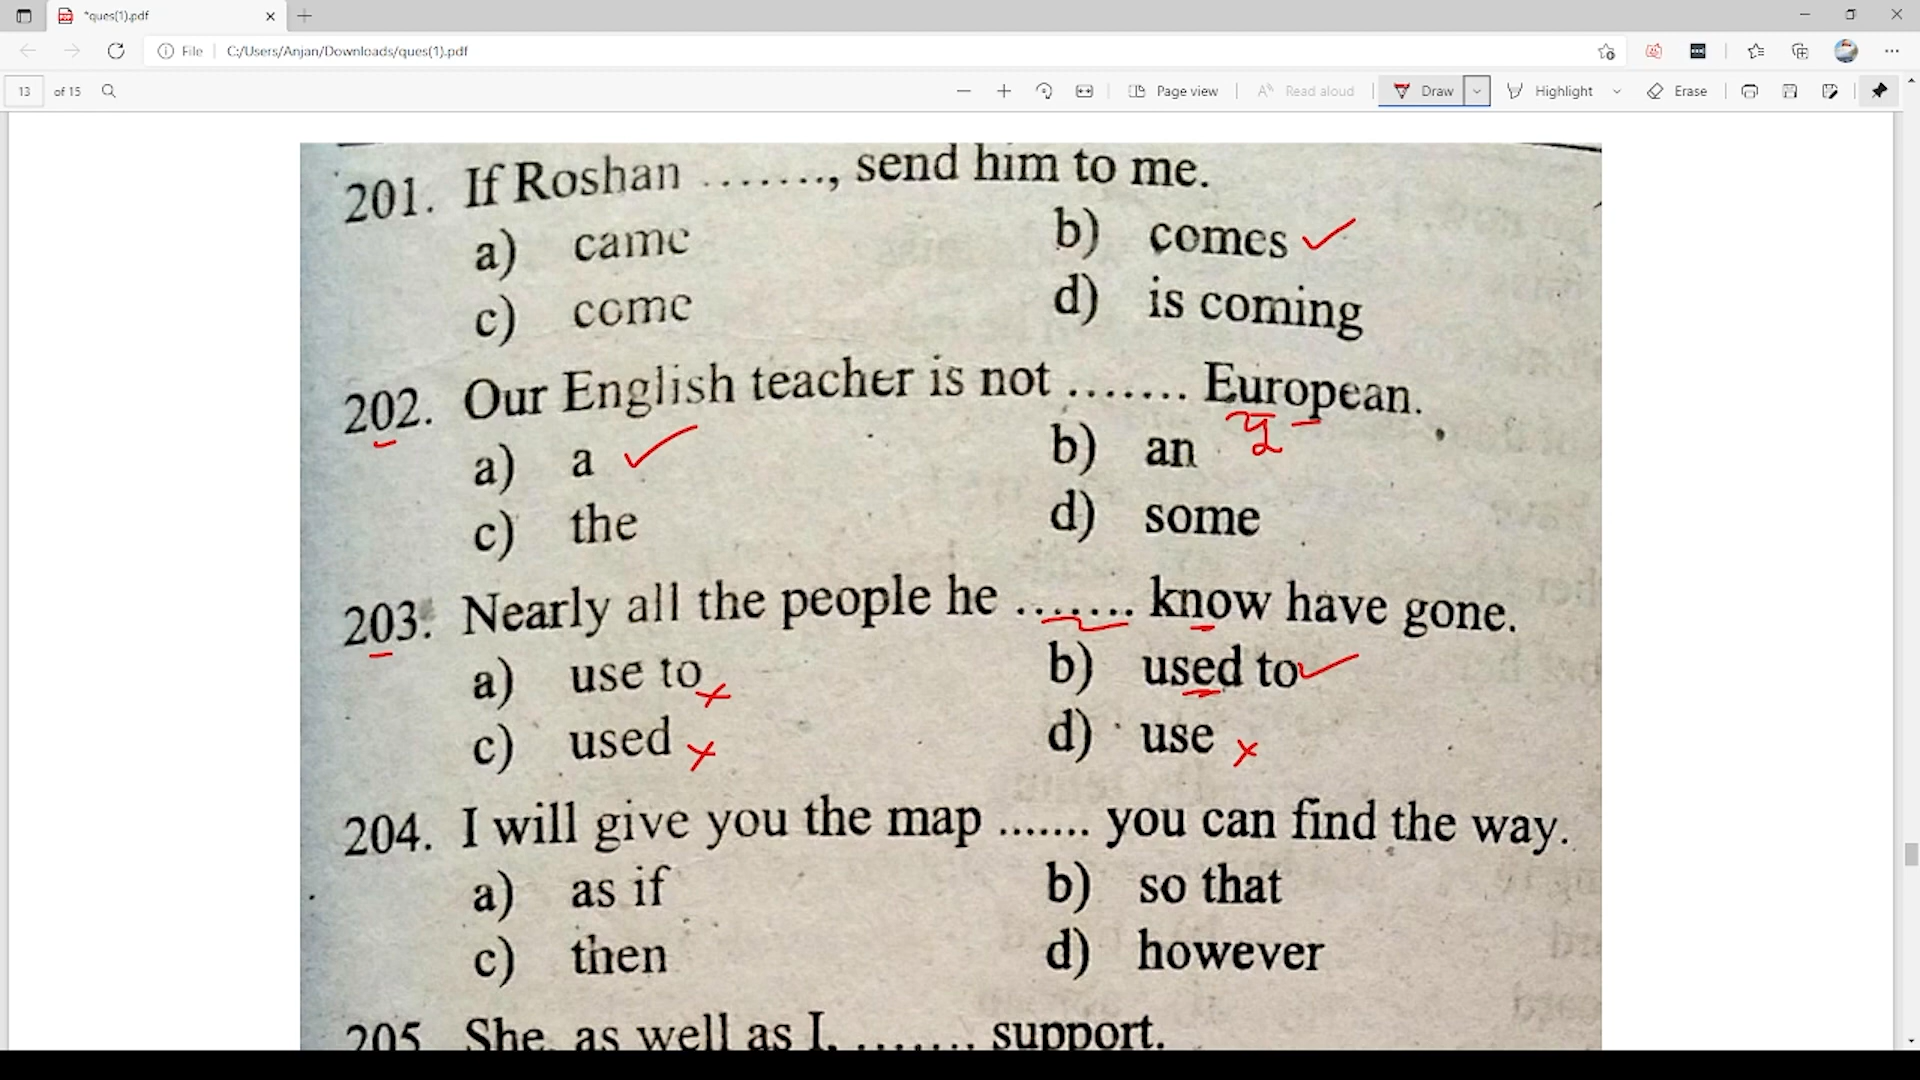 *ques(1).pdf
File C:/Users/Anjan/Downloads/ques(1).pdf
13 of 15 Page view Read aloud Draw Highlight Erase
201. If Roshan ......., send him to me.
a) came b) comes
c) come d) is coming
202. Our English teacher is not ....... European.
यु
a) a b) an
c) the d) some
203. Nearly all the people he ....... know have gone.
a) use to b) used to
c) used d) use
204. I will give you the map ....... you can find the way.
a) as if b) so that
c) then d) however
205 She, as well as I, ....... support.